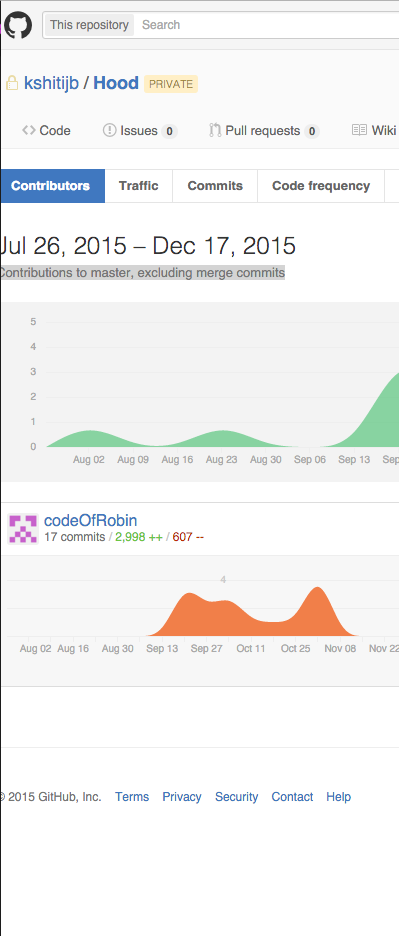 This repository Search
kshitijb / Hood PRIVATE
Code Issues 0 Pull requests 0 Wiki
Contributors Traffic Commits Code frequency
Jul 26, 2015 – Dec 17, 2015
Contributions to master, excluding merge commits
5
4
3
2
1
0
Aug 02 Aug 09 Aug 16 Aug 23 Aug 30 Sep 06 Sep 13 Sep
codeOfRobin
17 commits / 2,998 ++ / 607 --
4
Aug 02 Aug 16 Aug 30 Sep 13 Sep 27 Oct 11 Oct 25 Nov 08 Nov 22
© 2015 GitHub, Inc. Terms Privacy Security Contact Help